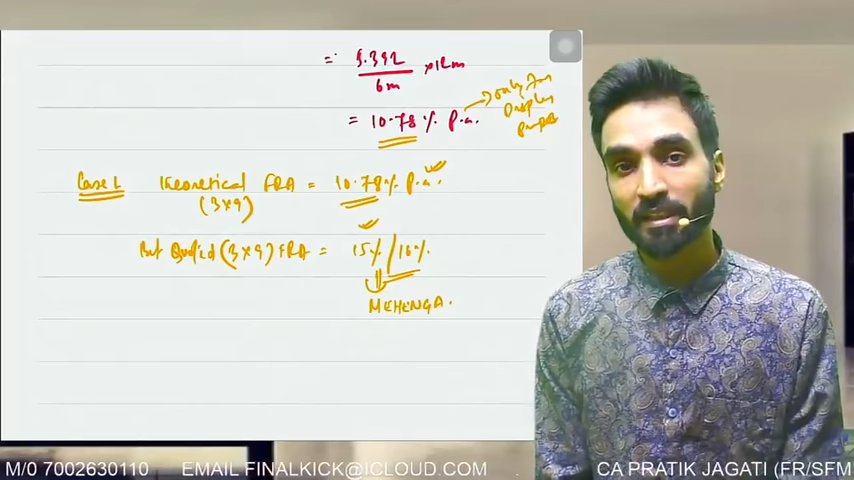 = 5.392 / 6m × 12m
= 10.78 % p.a. → only for
Display
purpose
Case 1 Theoretical FRA = 10.78% p.a.
(3×9)
But Quoted (3×9) FRA = 15% / 16%.
MEHENGA.
M/0 7002630110 EMAIL FINALKICK@ICLOUD.COM CA PRATIK JAGATI (FR/SFM